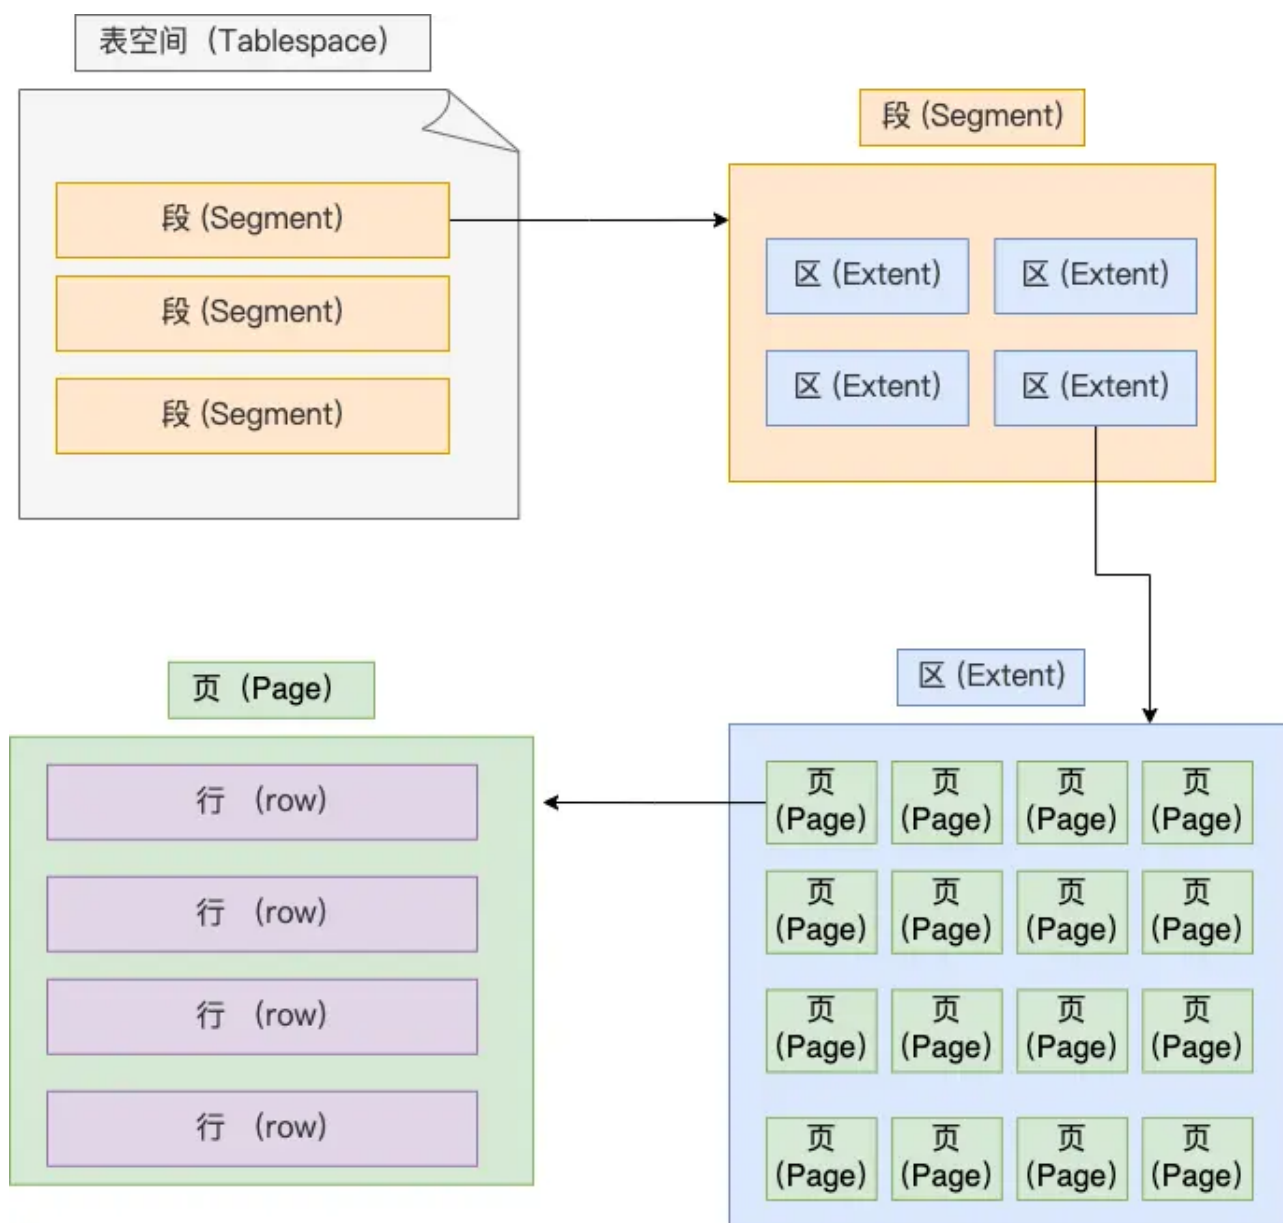 表空间（Tablespace）
段 (Segment)
段 (Segment)
段 (Segment)
段 (Segment)
区 (Extent)
区 (Extent)
区 (Extent)
区 (Extent)
区 (Extent)
页
(Page)
页
(Page)
页
(Page)
页
(Page)
页
(Page)
页
(Page)
页
(Page)
页
(Page)
页
(Page)
页
(Page)
页
(Page)
页
(Page)
页
(Page)
页
(Page)
页
(Page)
页
(Page)
页（Page）
行 （row）
行 （row）
行 （row）
行 （row）